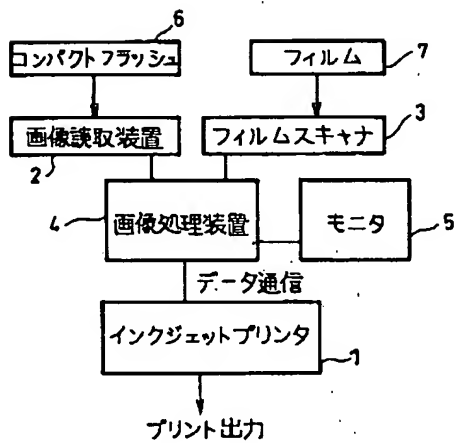 6
コンパクトフラッシュ
フィルム
7
画像読取装置
2
フィルムスキャナ
3
4
画像処理装置
モニタ
5
データ通信
インクジェットプリンタ
1
プリント出力